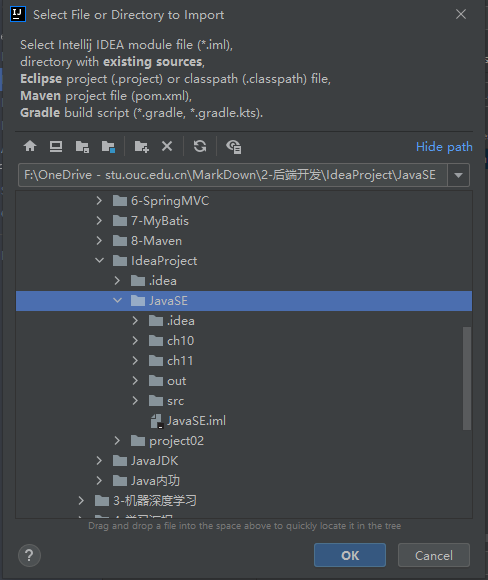 Select File or Directory to Import
Select Intellij IDEA module file (*.iml),
directory with existing sources,
Eclipse project (.project) or classpath (.classpath) file,
Maven project file (pom.xml),
Gradle build script (*.gradle, *.gradle.kts).
Hide path
F:\OneDrive - stu.ouc.edu.cn\MarkDown\2-后端开发\IdeaProject\JavaSE
6-SpringMVC
7-MyBatis
8-Maven
IdeaProject
.idea
JavaSE
.idea
ch10
ch11
out
src
JavaSE.iml
project02
JavaJDK
Java内功
3-机器深度学习
Drag and drop a file into the space above to quickly locate it in the tree
?
OK
Cancel